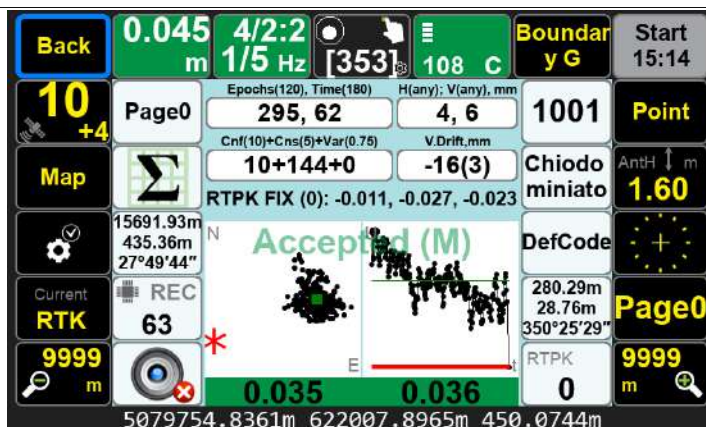 Back
0.045
m
4/2:2
1/5 Hz
[353]
108 C
Boundar
y G
Start
15:14
10
+4
Page0
Epochs(120), Time(180)
295, 62
H(any); V(any), mm
4, 6
1001
Point
Map
Σ
Cnf(10)+Cns(5)+Var(0.75)
10+144+0
V.Drift,mm
-16(3)
Chiodo
miniato
AntH m
1.60
RTPK FIX (0): -0.011, -0.027, -0.023
15691.93m
435.36m
27°49'44"
N
Accepted (M)
DefCode
Current
RTK
REC
63
280.29m
28.76m
350°25'29"
Page0
E
t
9999
m
0.035
0.036
RTPK
0
9999
m
5079754.8361m 622007.8965m 450.0744m